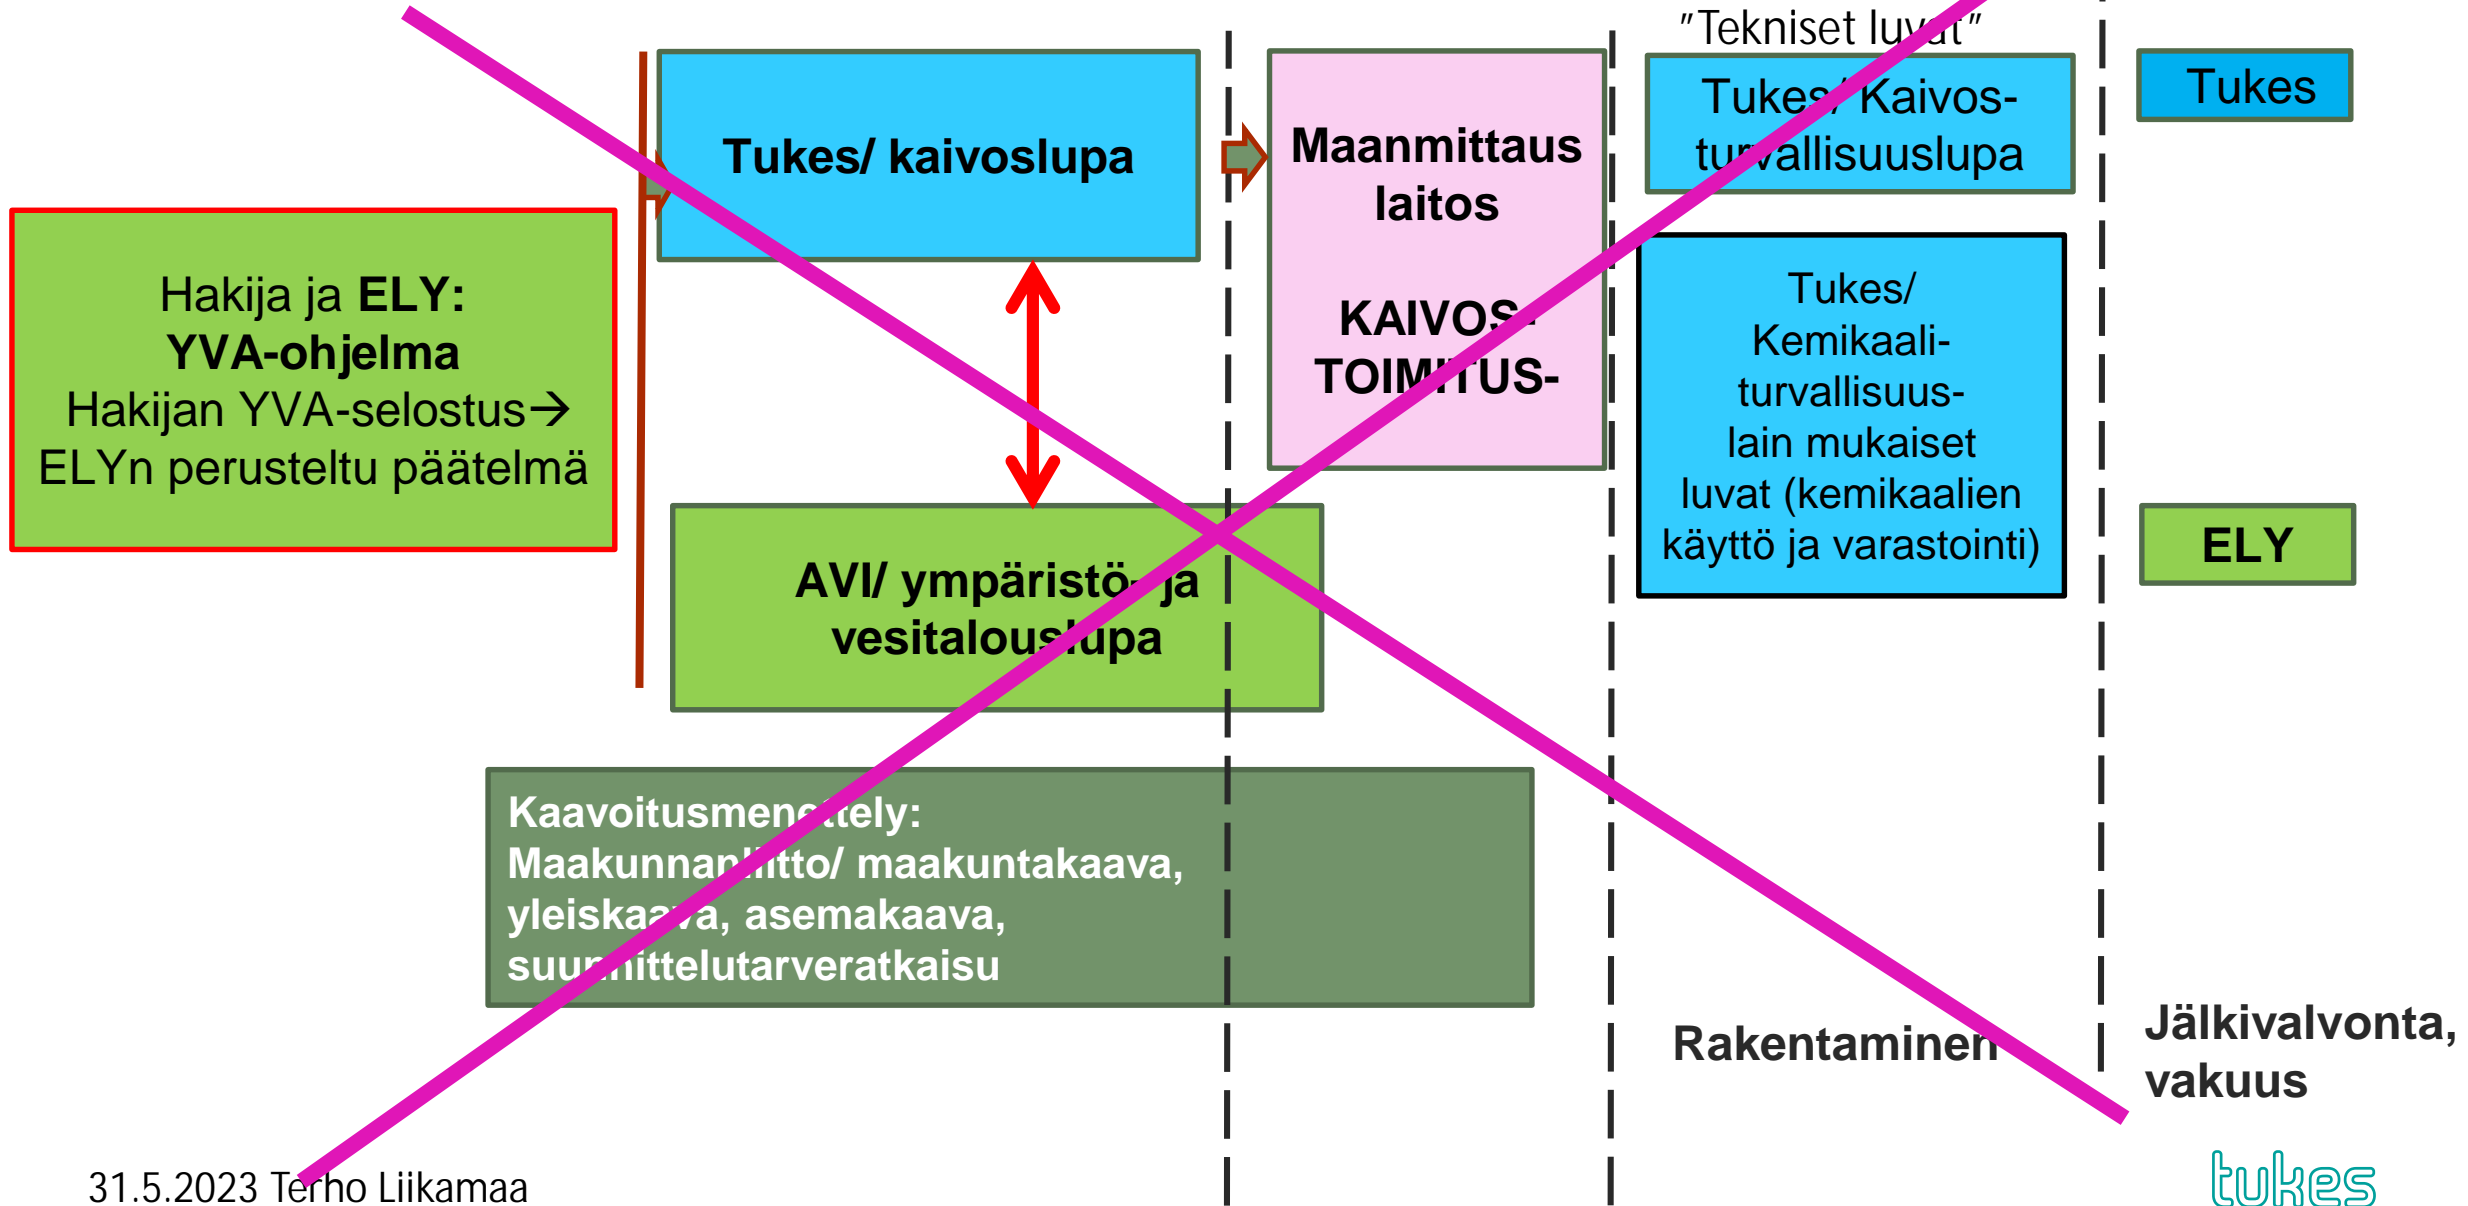 Hakija ja ELY:
YVA-ohjelma
Hakijan YVA-selostus→
ELYn perusteltu päätelmä
Tukes/ kaivoslupa
AVI/ ympäristö- ja
vesitalouslupa
Kaavoitusmenettely:
Maakunnanliitto/ maakuntakaava,
yleiskaava, asemakaava,
suunnittelutarveratkaisu
Maanmittaus
laitos
KAIVOS-
TOIMITUS-
"Tekniset luvat"
Tukes/ Kaivos-
turvallisuuslupa
Tukes/
Kemikaali-
turvallisuus-
lain mukaiset
luvat (kemikaalien
käyttö ja varastointi)
Rakentaminen
Tukes
ELY
Jälkivalvonta,
vakuus
31.5.2023 Terho Liikamaa
tukes